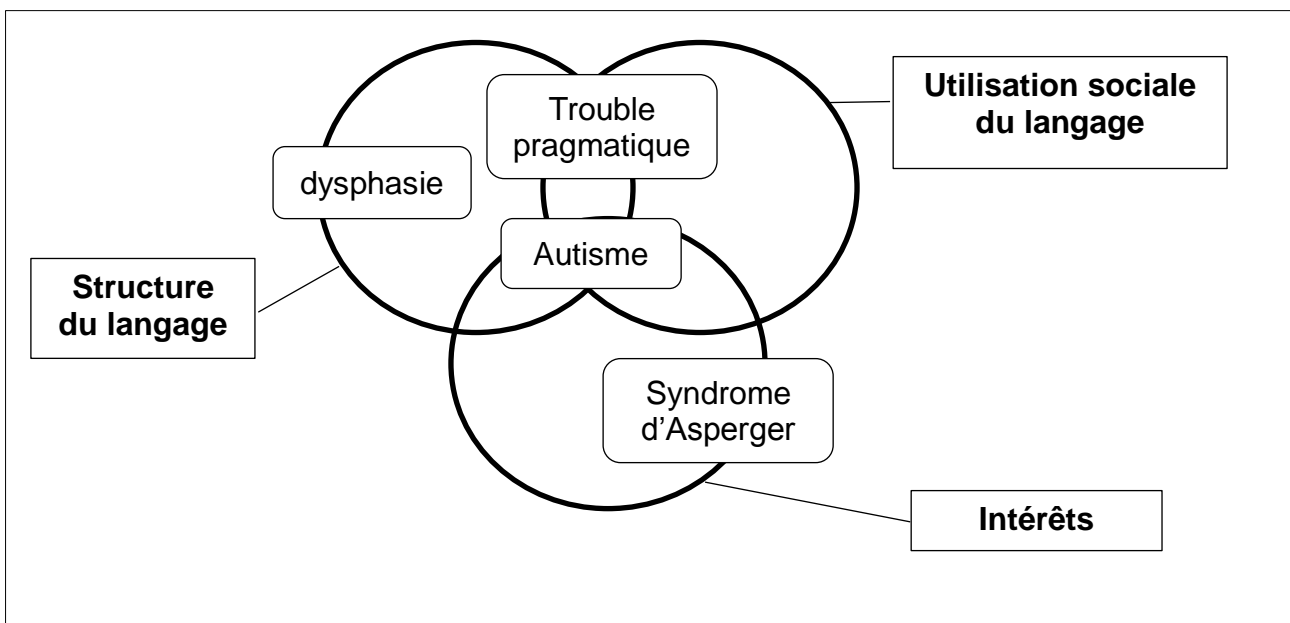 Trouble
pragmatique
Utilisation sociale
du langage
dysphasie
Autisme
Structure
du langage
Syndrome
d’Asperger
Intérêts